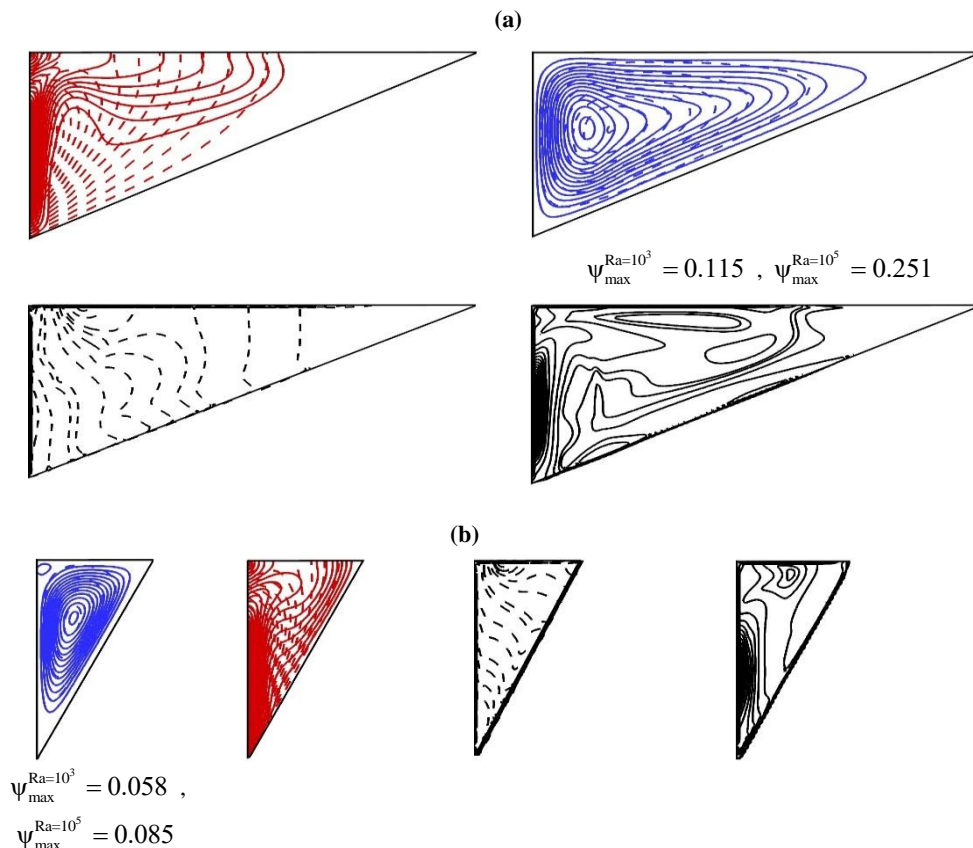 (a)
ψ_max^{Ra=10^3} = 0.115 , ψ_max^{Ra=10^5} = 0.251
(b)
ψ_max^{Ra=10^3} = 0.058 ,
ψ_max^{Ra=10^5} = 0.085